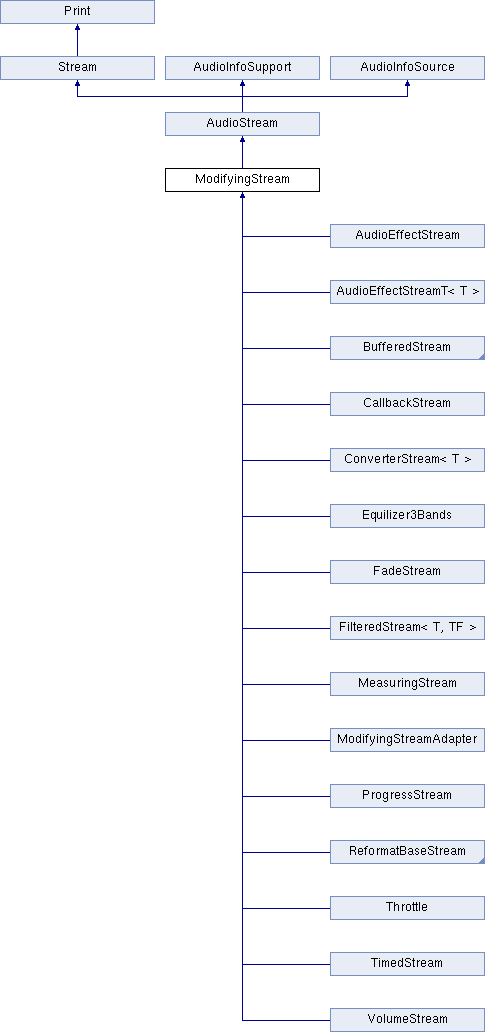 Print
Stream
AudioInfoSupport
AudioInfoSource
AudioStream
ModifyingStream
AudioEffectStream
AudioEffectStreamT< T >
BufferedStream
CallbackStream
ConverterStream< T >
Equilizer3Bands
FadeStream
FilteredStream< T, TF >
MeasuringStream
ModifyingStreamAdapter
ProgressStream
ReformatBaseStream
Throttle
TimedStream
VolumeStream